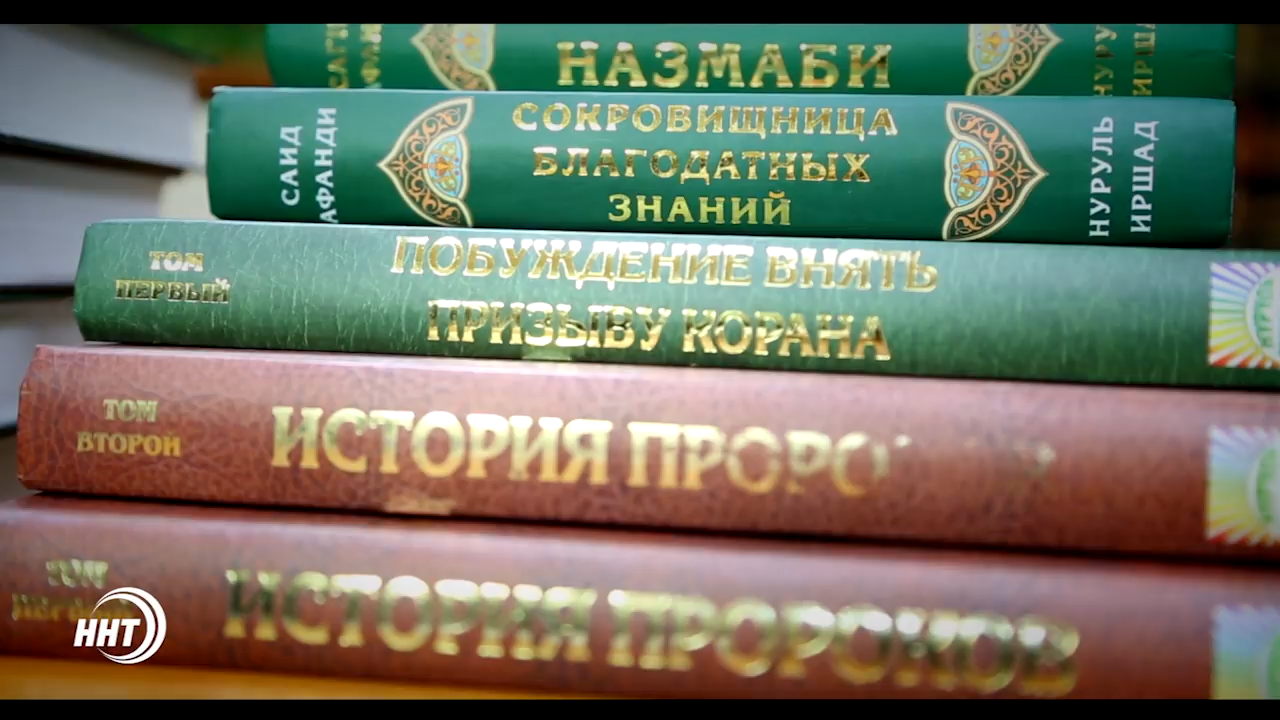 НАЗМАБИ
САИД
АФАНДИ
СОКРОВИЩНИЦА
БЛАГОДАТНЫХ
ЗНАНИЙ
НУРУЛЬ
ИРШАД
ТОМ
ПЕРВЫЙ
ПОБУЖДЕНИЕ ВНЯТЬ
ПРИЗЫВУ КОРАНА
ТОМ
ВТОРОЙ
ИСТОРИЯ ПРОРО
ТОМ
ИСТОРИЯ ПРОРОКОВ
ННТ